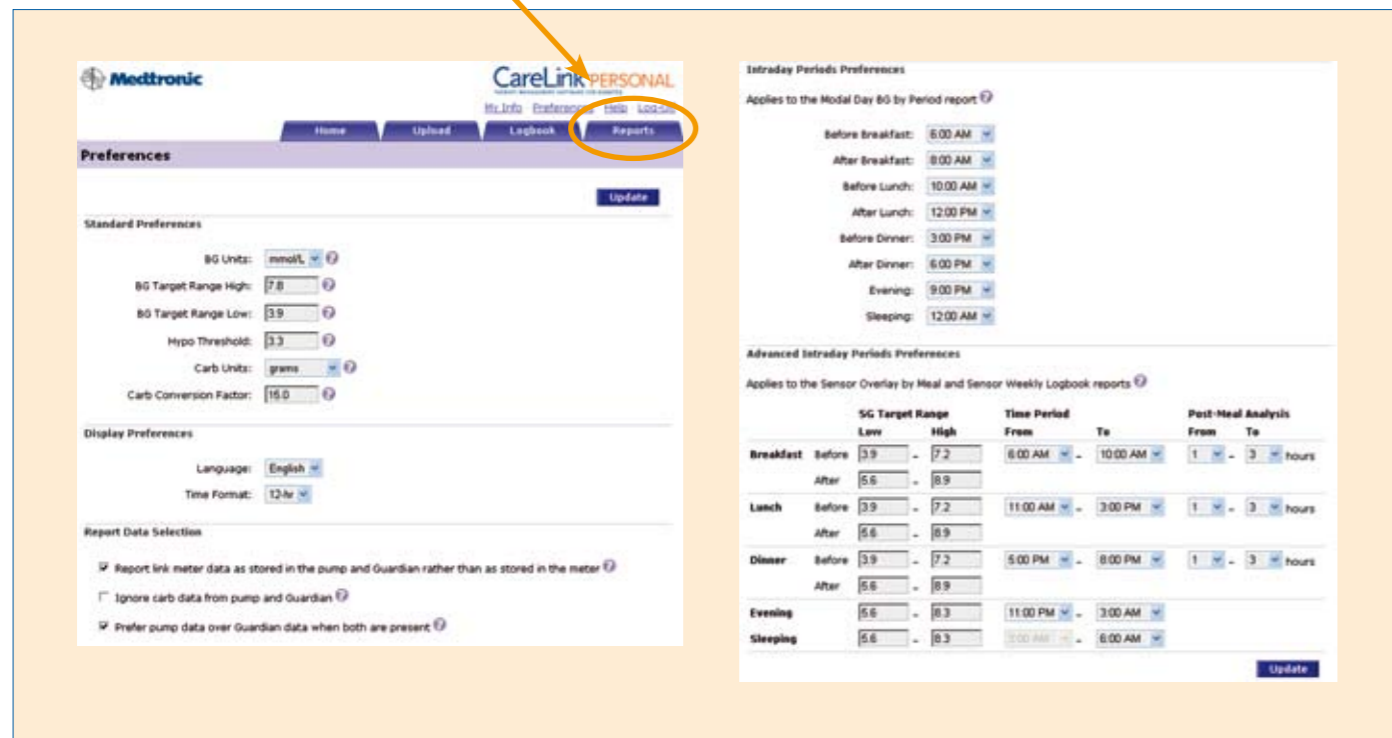 Medtronic
CareLink PERSONAL
My Info Preferences Help Log-Off
Home Upload Logbook Reports
Preferences
Update
Standard Preferences
BG Units: mmol/L
BG Target Range High: 7.8
BG Target Range Low: 3.9
Hypo Threshold: 3.3
Carb Units: grams
Carb Conversion Factor: 15.0
Display Preferences
Language: English
Time Format: 12-hr
Report Data Selection
Report link meter data as stored in the pump and Guardian rather than as stored in the meter
Ignore carb data from pump and Guardian
Prefer pump data over Guardian data when both are present
Intraday Periods Preferences
Applies to the Modal Day BG by Period report
Before Breakfast: 6:00 AM
After Breakfast: 8:00 AM
Before Lunch: 10:00 AM
After Lunch: 12:00 PM
Before Dinner: 3:00 PM
After Dinner: 6:00 PM
Evening: 9:00 PM
Sleeping: 12:00 AM
Advanced Intraday Periods Preferences
Applies to the Sensor Overlay by Meal and Sensor Weekly Logbook reports
SG Target Range Time Period Post-Meal Analysis
Low High From To From To
Breakfast Before 3.9 - 7.2 6:00 AM - 10:00 AM 1 - 3 hours
After 5.6 - 8.9
Lunch Before 3.9 - 7.2 11:00 AM - 3:00 PM 1 - 3 hours
After 5.6 - 8.9
Dinner Before 3.9 - 7.2 5:00 PM - 8:00 PM 1 - 3 hours
After 5.6 - 8.9
Evening 5.6 - 8.3 11:00 PM - 3:00 AM
Sleeping 5.6 - 8.3 3:00 AM - 6:00 AM
Update